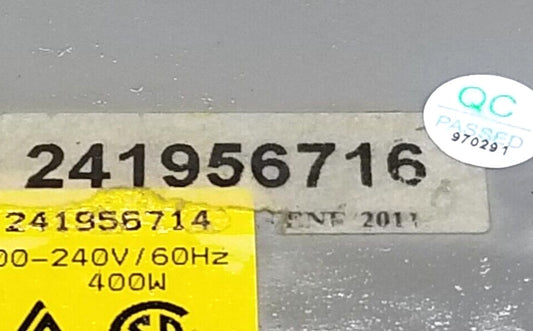 QC
PASSED
970291
241956716
ENE 2011
241956714
00-240V/60Hz
400W